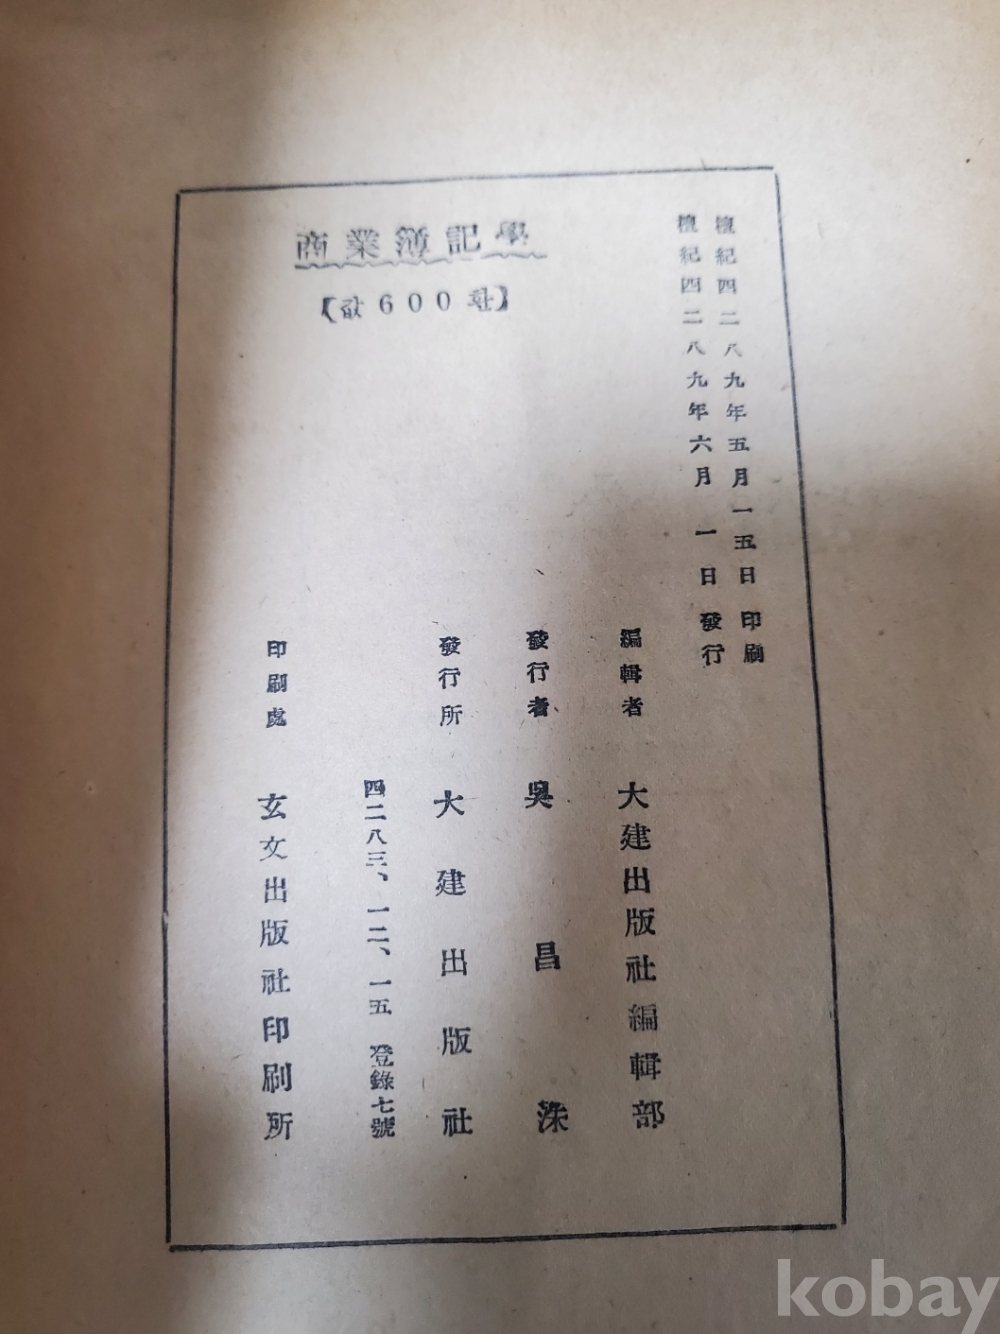 商業簿記學
【값 600 환】
檀紀四二八九年五月一五日 印刷
檀紀四二八九年六月 一日 發行
編輯者 大建出版社編輯部
發行者 吳昌洙
發行所 大建出版社
四二八三、一二、一五 登錄七號
印刷處 玄文出版社印刷所
kobay